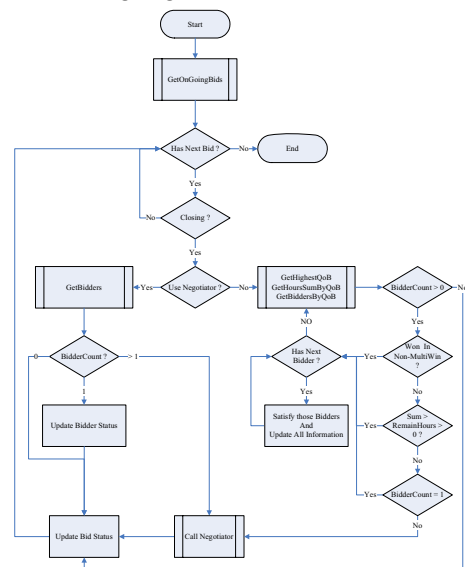 Start
GetOnGoingBids
Has Next Bid ?
No
End
Yes
Closing ?
No
Yes
GetBidders
Yes
Use Negotiator ?
No
GetHighestQoB
GetHoursSumByQoB
GetBiddersByQoB
BidderCount > 0
No
NO
Yes
0
BidderCount ?
> 1
Has Next
Bidder ?
Yes
Won In
Non-MultiWin
?
1
Yes
No
Update Bidder Status
Satisfy those Bidders
And
Update All Information
Yes
Sum >
RemainHours >
0 ?
No
Yes
BidderCount = 1
No
Update Bid Status
Call Negotiator